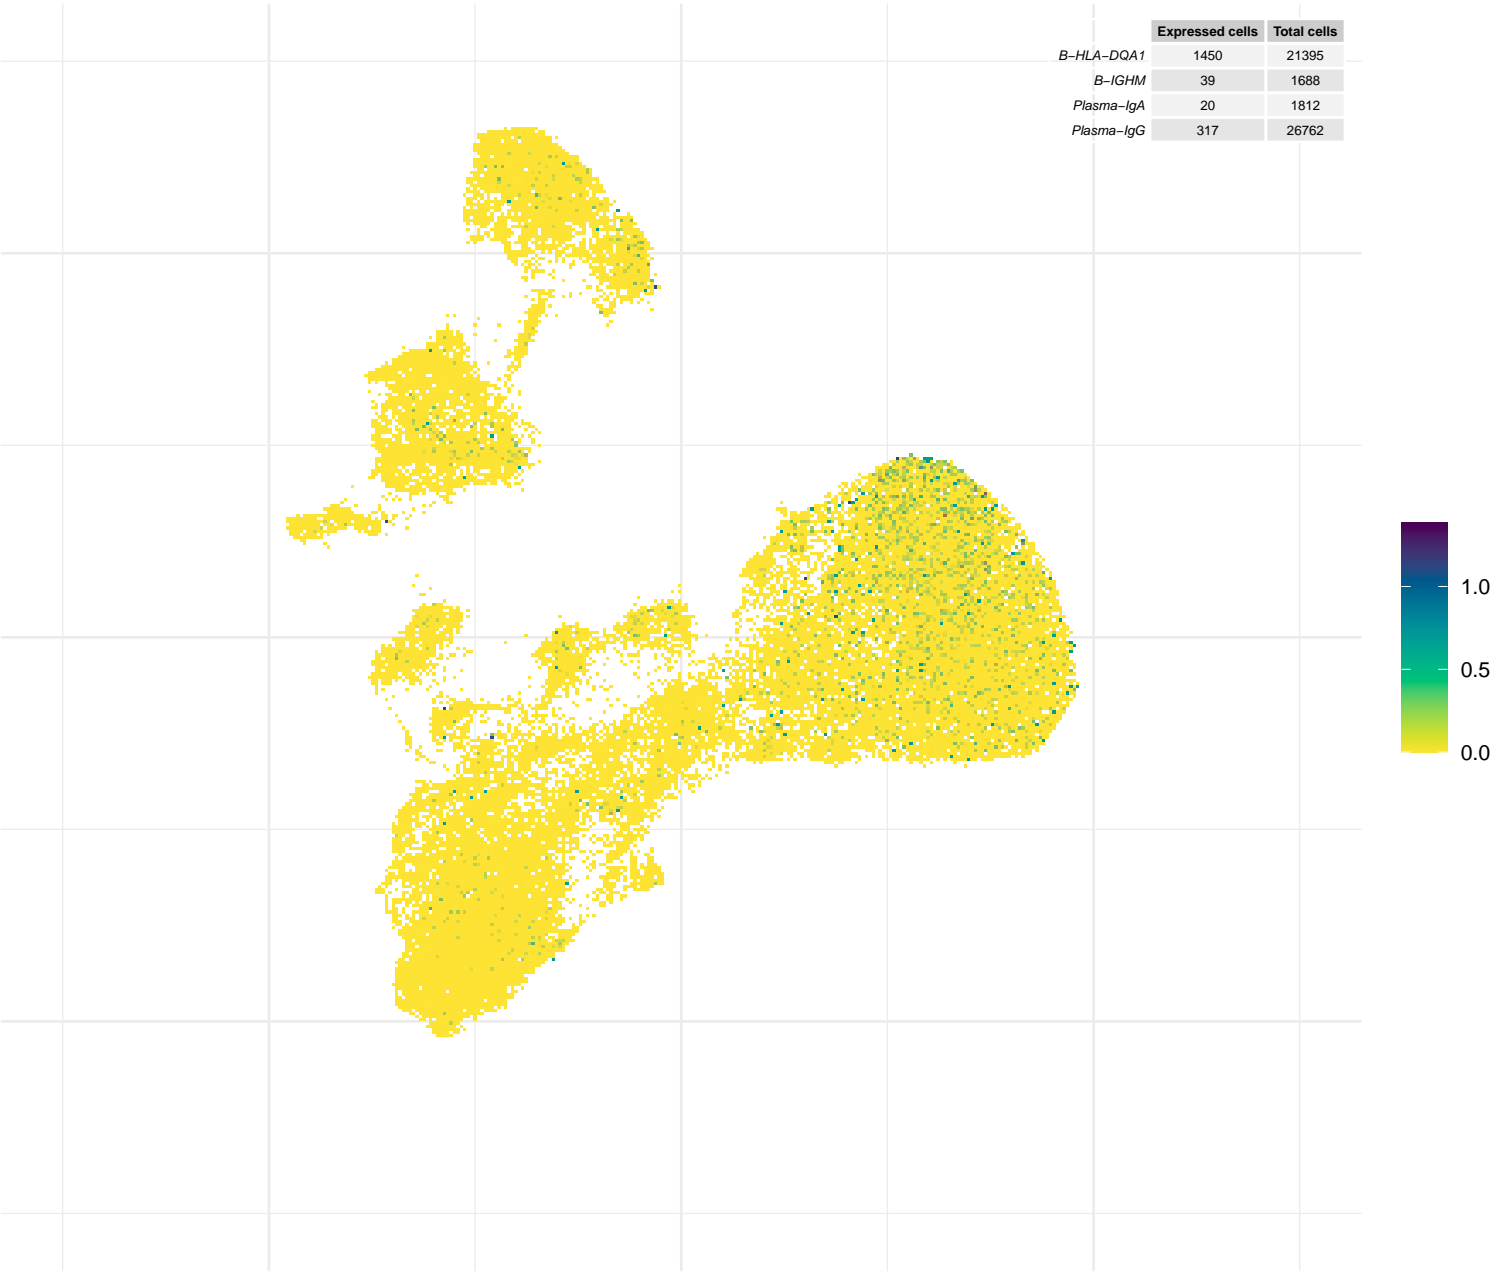 Expressed cells Total cells
B−HLA−DQA1 1450 21395
B−IGHM 39 1688
Plasma−IgA 20 1812
Plasma−IgG 317 26762
1.0
0.5
0.0